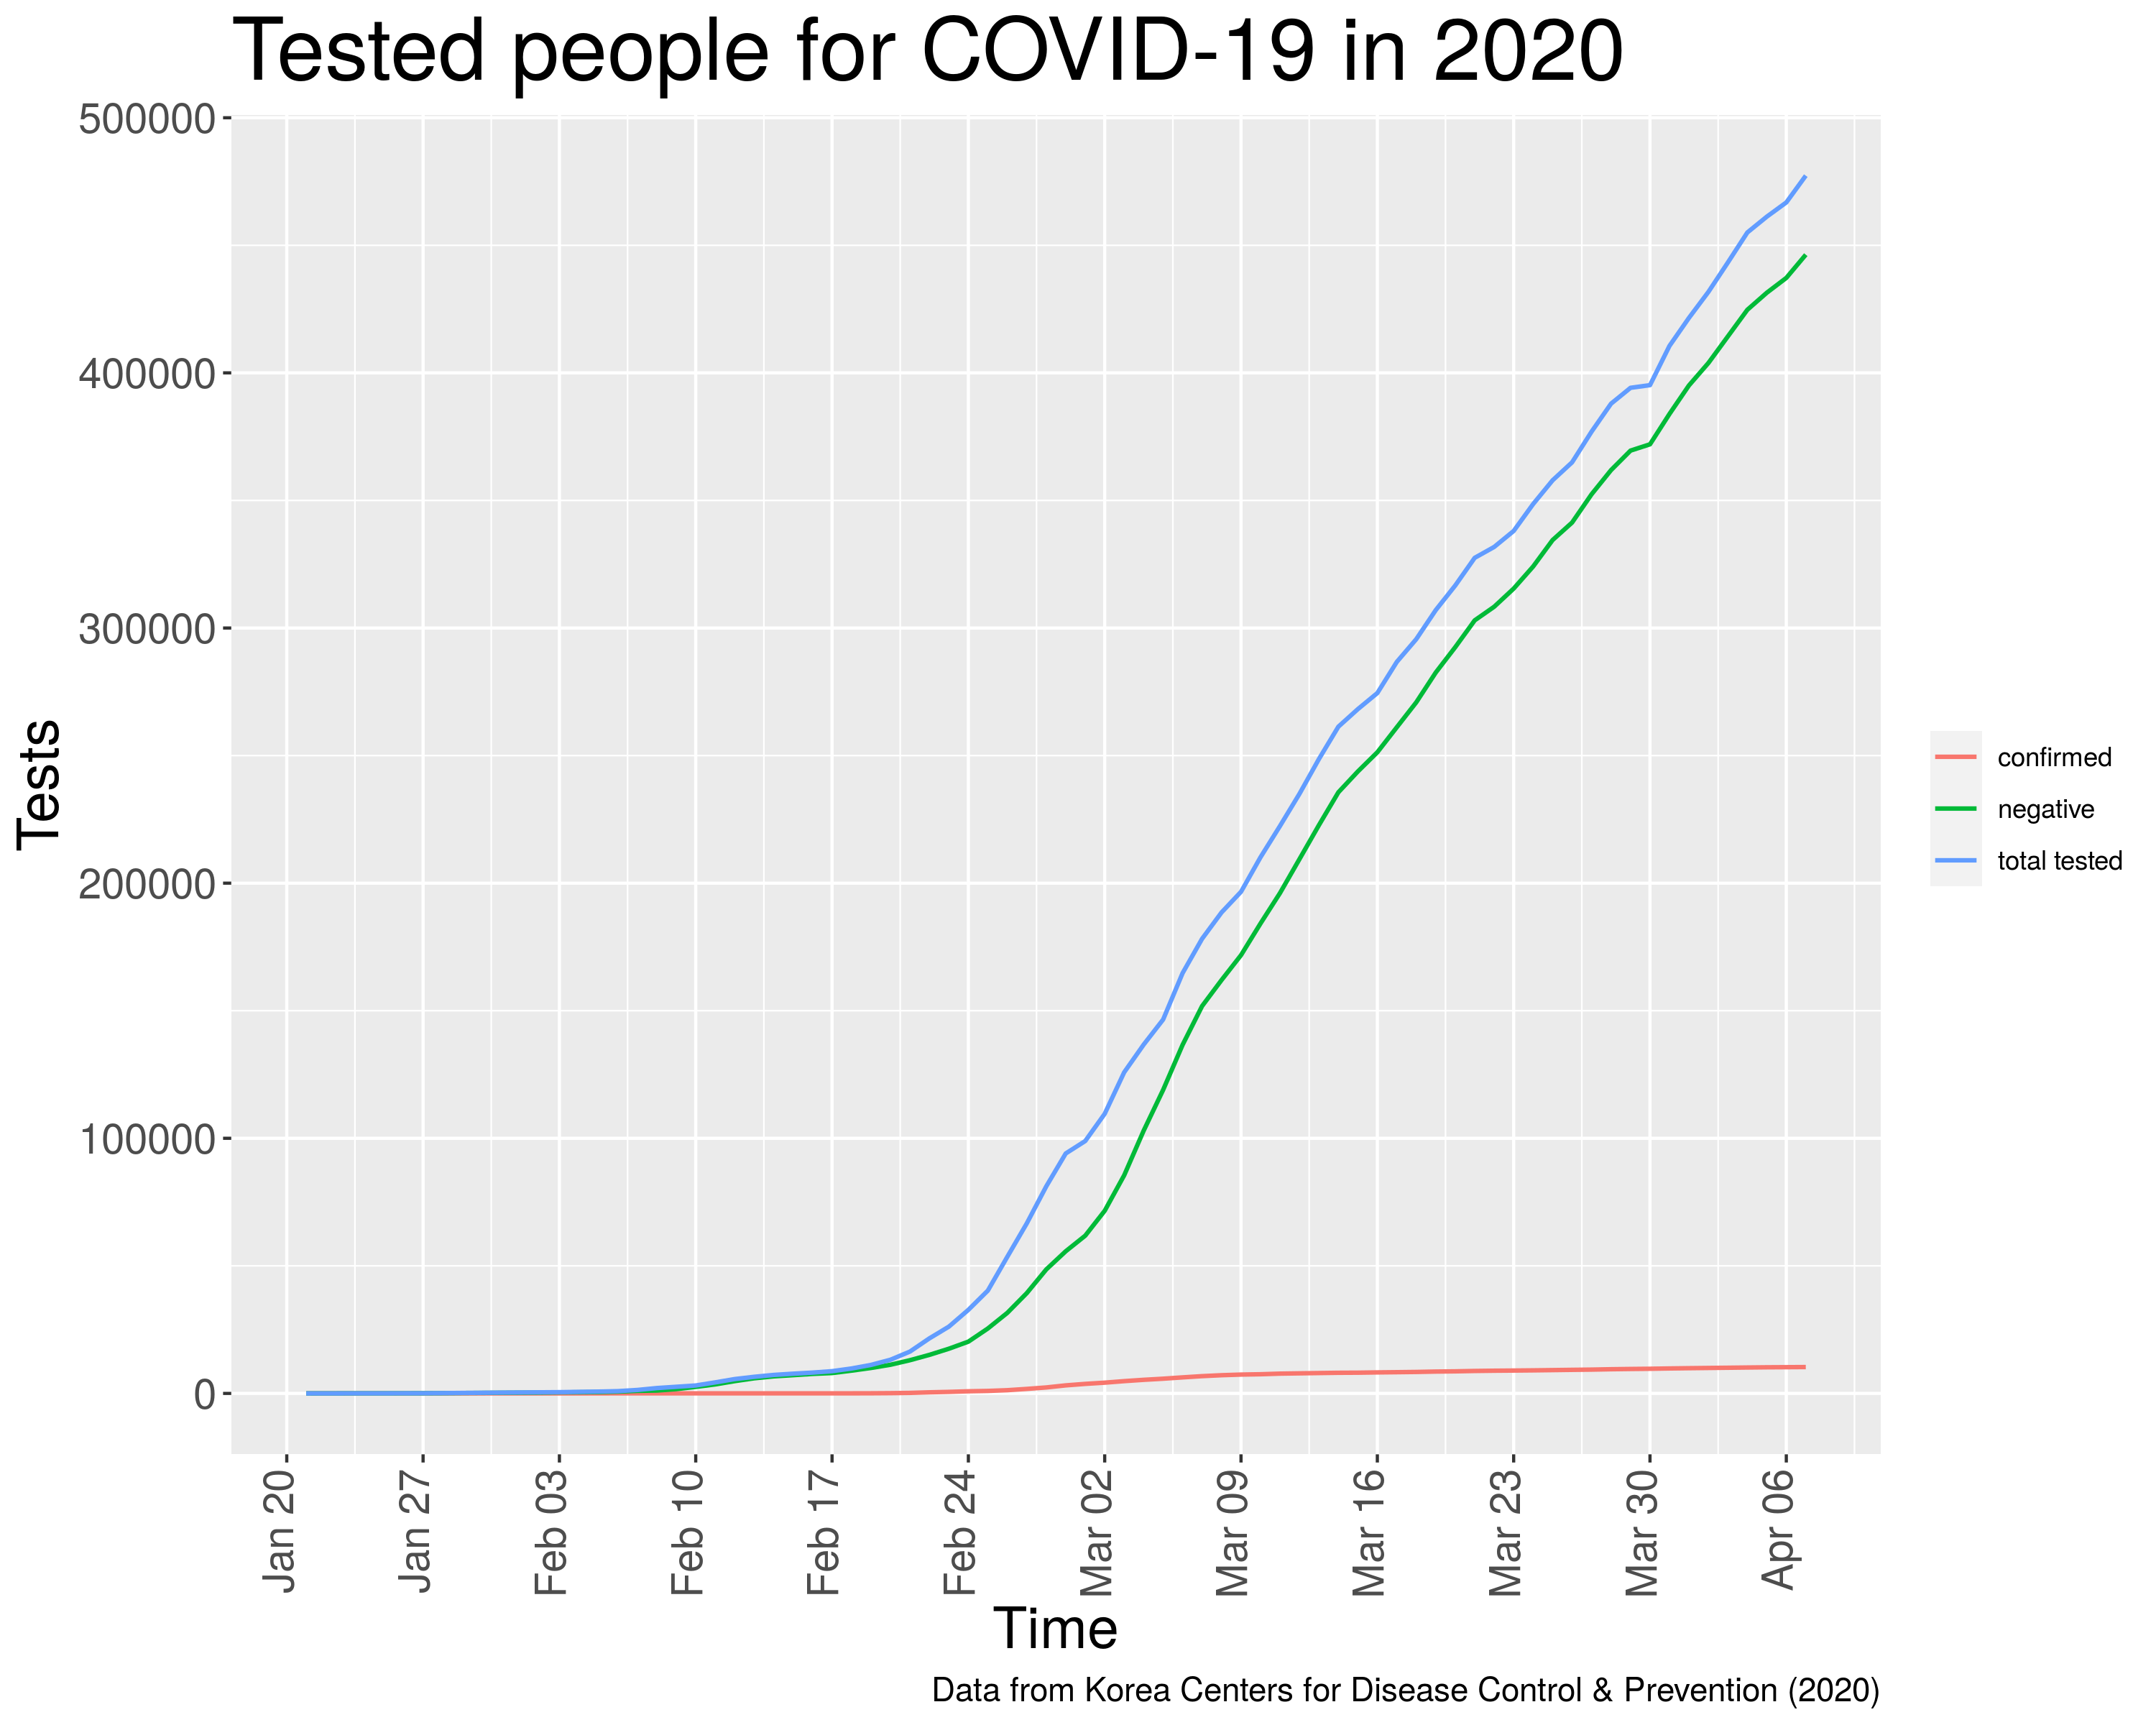 Tested people for COVID-19 in 2020
500000
400000
300000
200000
100000
0
Tests
Jan 20
Jan 27
Feb 03
Feb 10
Feb 17
Feb 24
Mar 02
Mar 09
Mar 16
Mar 23
Mar 30
Apr 06
Time
confirmed
negative
total tested
Data from Korea Centers for Disease Control & Prevention (2020)